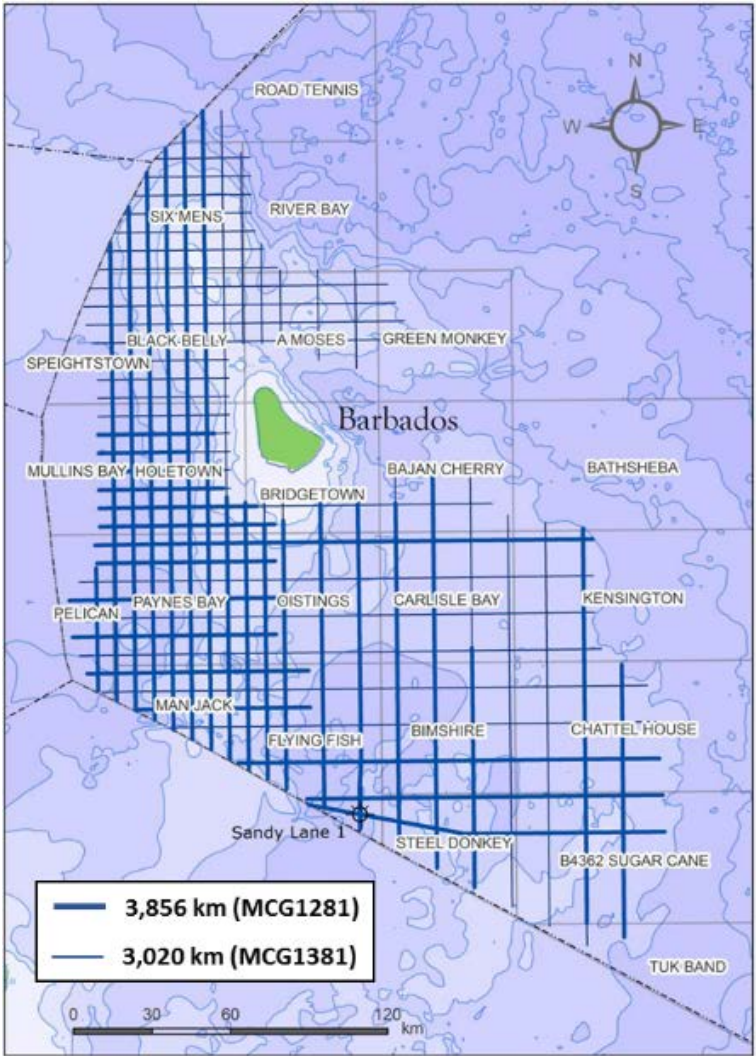 ROAD TENNIS
N
W
E
S
SIX MENS
RIVER BAY
BLACK BELLY
A MOSES
GREEN MONKEY
SPEIGHTSTOWN
Barbados
MULLINS BAY
HOLETOWN
BAJAN CHERRY
BATHSHEBA
BRIDGETOWN
PELICAN
PAYNES BAY
OISTINGS
CARLISLE BAY
KENSINGTON
MAN JACK
FLYING FISH
BIMSHIRE
CHATTEL HOUSE
Sandy Lane 1
STEEL DONKEY
B4362 SUGAR CANE
3,856 km (MCG1281)
3,020 km (MCG1381)
TUK BAND
0 30 60 120
km